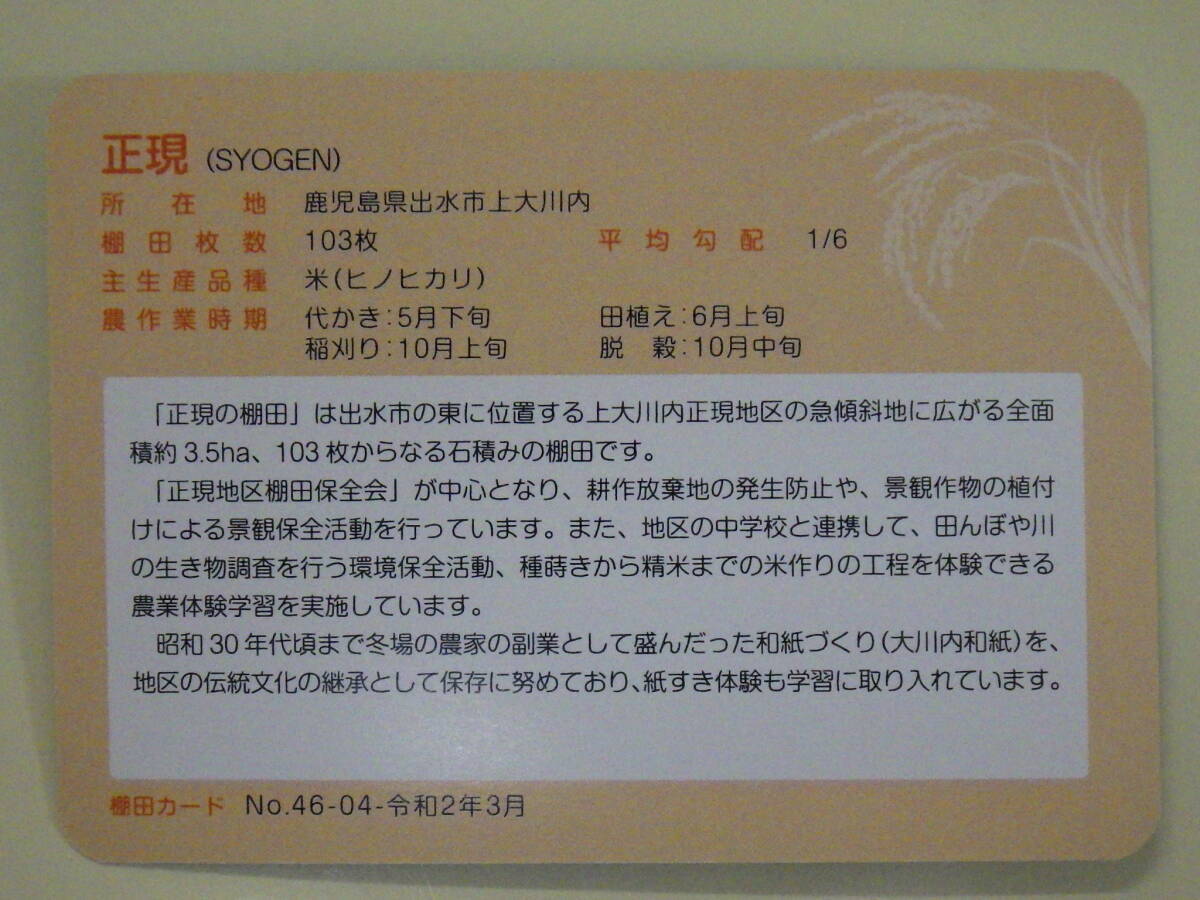 正現 (SYOGEN)
所在地 鹿児島県出水市上大川内
棚田枚数 103枚 平均勾配 1/6
主生産品種 米(ヒノヒカリ)
農作業時期 代かき:5月下旬 田植え:6月上旬
稲刈り:10月上旬 脱 穀:10月中旬
「正現の棚田」は出水市の東に位置する上大川内正現地区の急傾斜地に広がる全面
積約3.5ha、103枚からなる石積みの棚田です。
「正現地区棚田保全会」が中心となり、耕作放棄地の発生防止や、景観作物の植付
けによる景観保全活動を行っています。また、地区の中学校と連携して、田んぼや川
の生き物調査を行う環境保全活動、種蒔きから精米までの米作りの工程を体験できる
農業体験学習を実施しています。
昭和30年代頃まで冬場の農家の副業として盛んだった和紙づくり(大川内和紙)を、
地区の伝統文化の継承として保存に努めており、紙すき体験も学習に取り入れています。
棚田カード No.46-04-令和2年3月